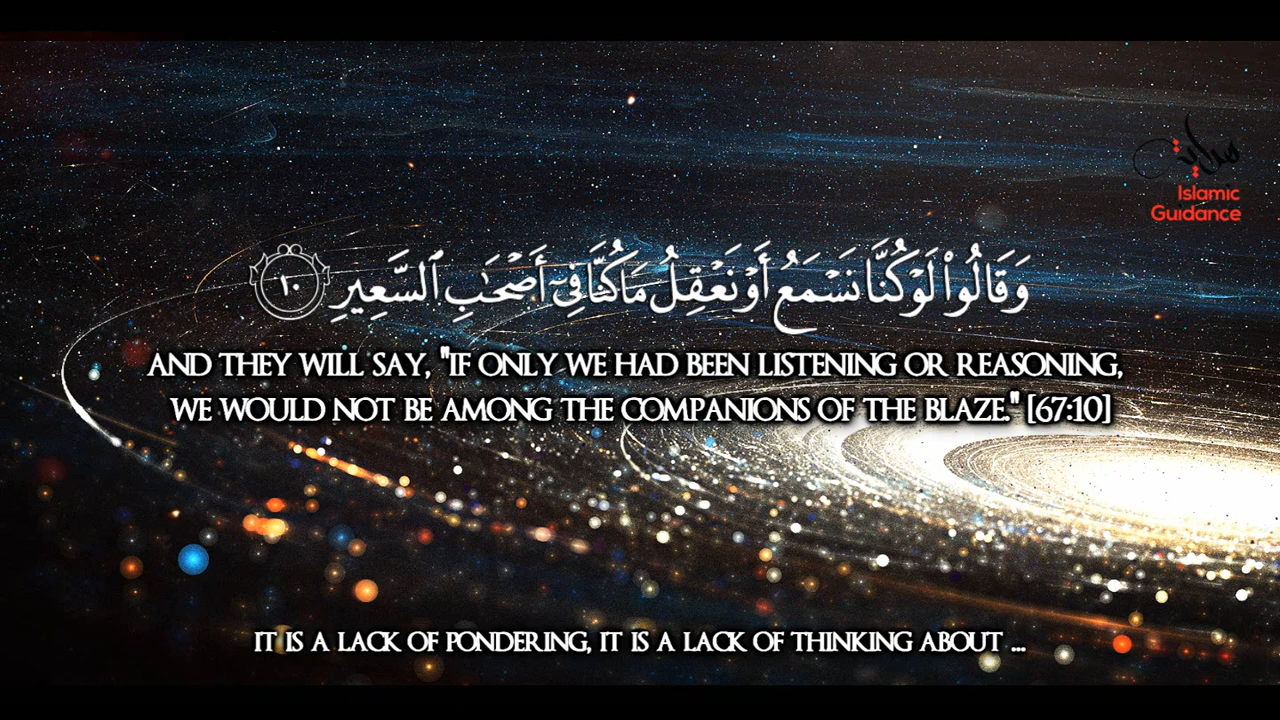 هداية
Islamic
Guidance
وَقَالُوا۟ لَوْ كُنَّا نَسْمَعُ أَوْ نَعْقِلُ مَا كُنَّا فِىٓ أَصْحَـٰبِ ٱلسَّعِيرِ ١٠
AND THEY WILL SAY, "IF ONLY WE HAD BEEN LISTENING OR REASONING,
WE WOULD NOT BE AMONG THE COMPANIONS OF THE BLAZE." [67:10]
IT IS A LACK OF PONDERING, IT IS A LACK OF THINKING ABOUT ...